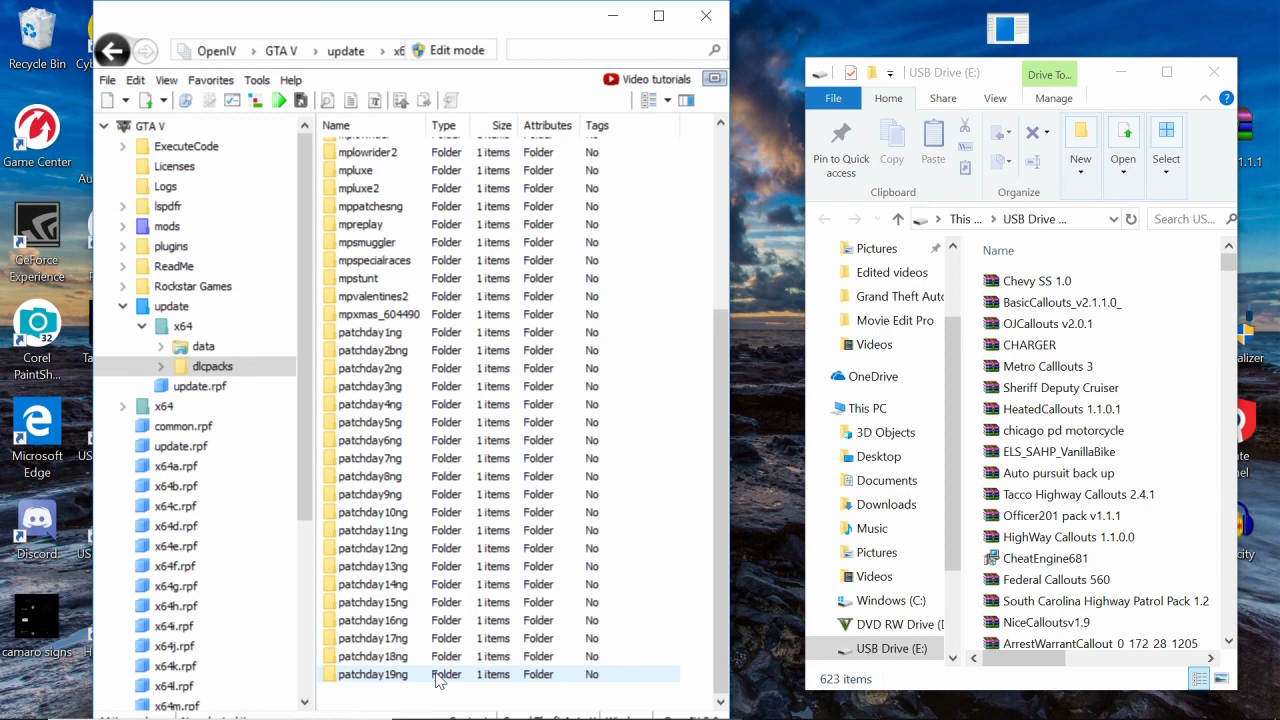 Recycle Bin
Game Center
GeForce
Experience
32
Corel
PaintSh...
Microsoft
Edge
Discord
camaro signs
OpenIV
GTA V
update
x6
Edit mode
File
Edit
View
Favorites
Tools
Help
Video tutorials
GTA V
ExecuteCode
Licenses
Logs
lspdfr
mods
plugins
ReadMe
Rockstar Games
update
x64
data
dlcpacks
update.rpf
x64
common.rpf
update.rpf
x64a.rpf
x64b.rpf
x64c.rpf
x64d.rpf
x64e.rpf
x64f.rpf
x64g.rpf
x64h.rpf
x64i.rpf
x64j.rpf
x64k.rpf
x64l.rpf
x64m.rpf
Name Type Size Attributes Tags
mplowrider2 Folder 1 items Folder No
mpluxe Folder 1 items Folder No
mpluxe2 Folder 1 items Folder No
mppatchesng Folder 1 items Folder No
mpreplay Folder 1 items Folder No
mpsmuggler Folder 1 items Folder No
mpspecialraces Folder 1 items Folder No
mpstunt Folder 1 items Folder No
mpvalentines2 Folder 1 items Folder No
mpxmas_604490 Folder 1 items Folder No
patchday1ng Folder 1 items Folder No
patchday2bng Folder 1 items Folder No
patchday2ng Folder 1 items Folder No
patchday3ng Folder 1 items Folder No
patchday4ng Folder 1 items Folder No
patchday5ng Folder 1 items Folder No
patchday6ng Folder 1 items Folder No
patchday7ng Folder 1 items Folder No
patchday8ng Folder 1 items Folder No
patchday9ng Folder 1 items Folder No
patchday10ng Folder 1 items Folder No
patchday11ng Folder 1 items Folder No
patchday12ng Folder 1 items Folder No
patchday13ng Folder 1 items Folder No
patchday14ng Folder 1 items Folder No
patchday15ng Folder 1 items Folder No
patchday16ng Folder 1 items Folder No
patchday17ng Folder 1 items Folder No
patchday18ng Folder 1 items Folder No
patchday19ng Folder 1 items Folder No
USB Drive (E:)
Drive To...
File
Home
Share
View
Manage
Pin to Quick
access
Copy
Paste
New
Open
Select
Clipboard
Organize
This ...
USB Drive ...
Search US...
Pictures
Edited videos
Grand Theft Auto
Movie Edit Pro
Videos
OneDrive
This PC
3D Objects
Desktop
Documents
Downloads
Music
Pictures
Videos
Windows (C:)
DVD RW Drive (
USB Drive (E:)
Name
Chevy SS 1.0
BasicCallouts_v2.1.1.0_
OJCallouts v2.0.1
CHARGER
Metro Calllouts 3
Sheriff Deputy Cruiser
HeatedCallouts 1.1.0.1
chicago pd motorcycle
ELS_SAHP_VanillaBike
Auto pursuit back up
Tacco Highway Callouts 2.4.1
Officer201 pack v1.1.1
HighWay Callouts 1.1.0.0
CheatEngine681
Federal Callouts 560
South Carolina Highway Patrol Pack 1.2
NiceCalloutsv1.9
ArrestWarrantCallout_0_172_28_1205
623 items